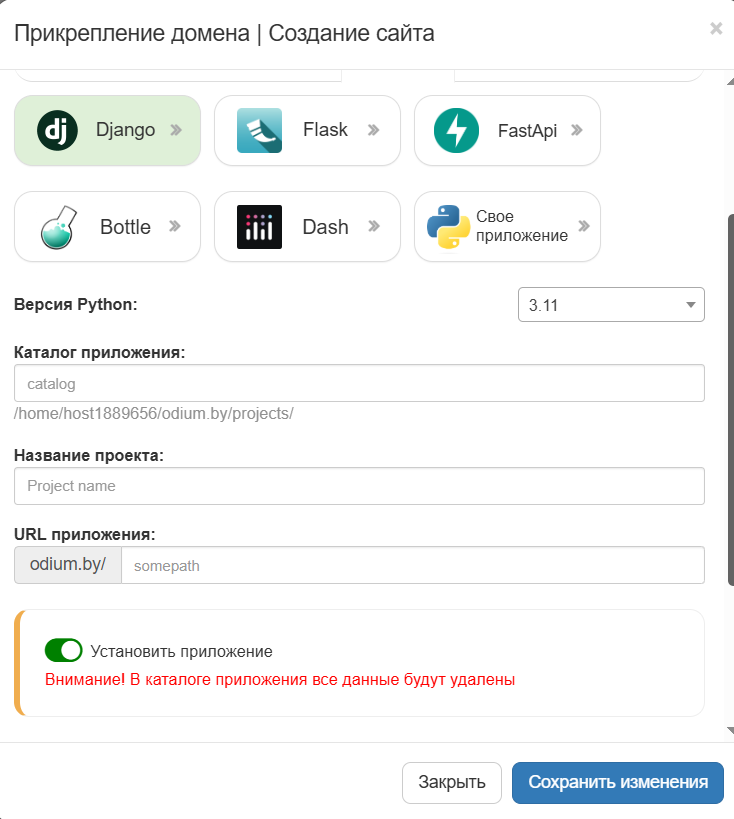 Прикрепление домена | Создание сайта
×
dj Django »
Flask »
FastApi »
Bottle »
Dash »
Свое
приложение »
Версия Python:
3.11
Каталог приложения:
catalog
/home/host1889656/odium.by/projects/
Название проекта:
Project name
URL приложения:
odium.by/ somepath
Установить приложение
Внимание! В каталоге приложения все данные будут удалены
Закрыть
Сохранить изменения